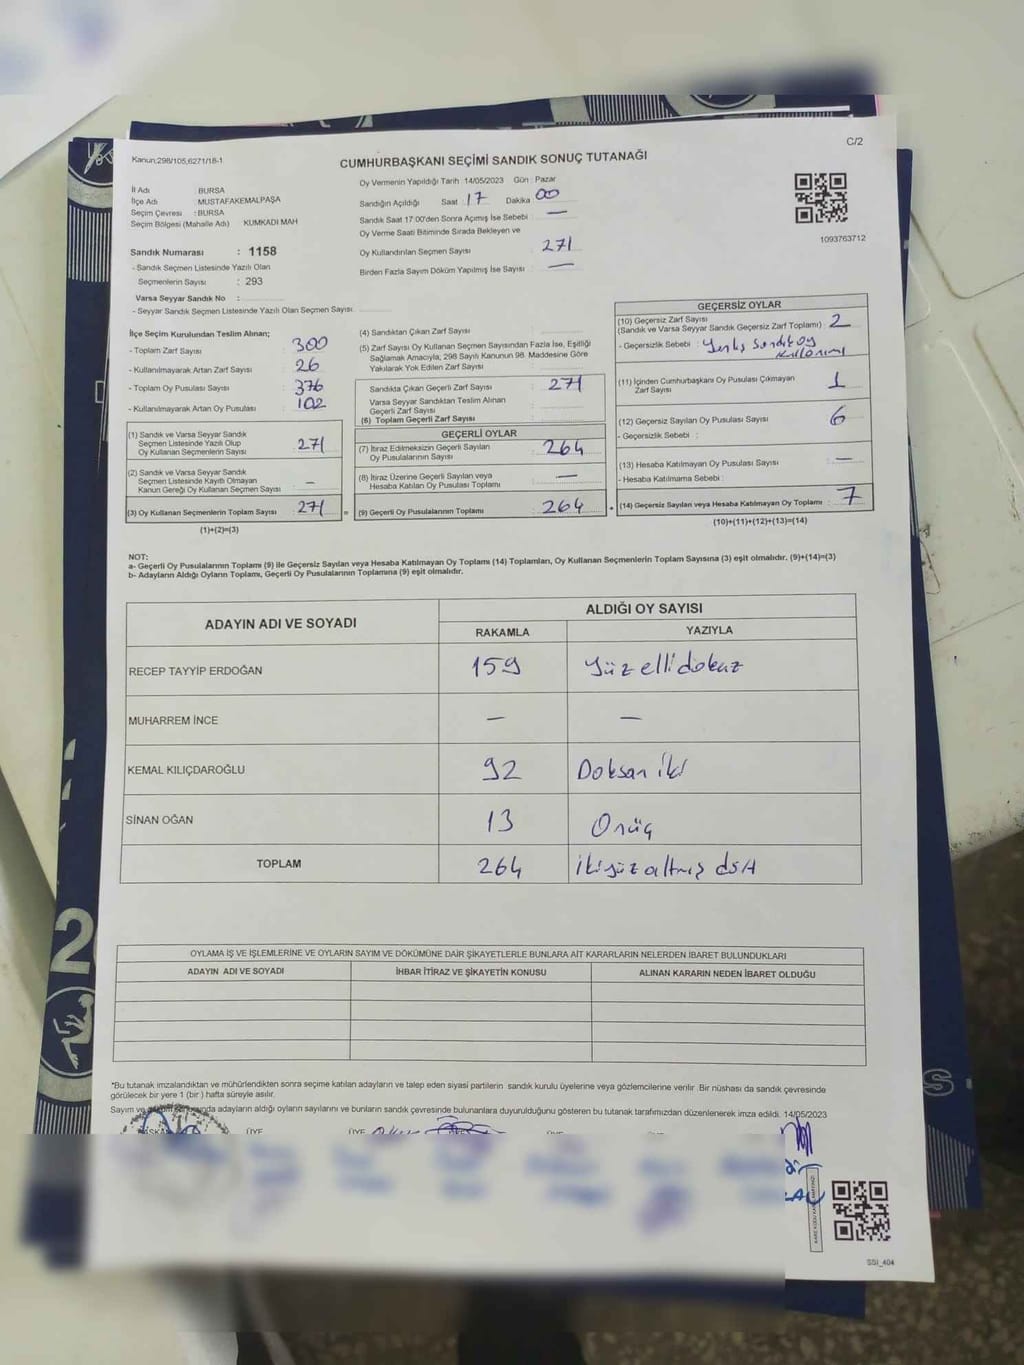 Kanun;298/105,6271/18-1
C/2
CUMHURBAŞKANI SEÇİMİ SANDIK SONUÇ TUTANAĞI
İl Adı BURSA
İlçe Adı MUSTAFAKEMALPAŞA
Seçim Çevresi :BURSA
Seçim Bölgesi (Mahalle Adı) KUMKADI MAH
Sandık Numarası : 1158
- Sandık Seçmen Listesinde Yazılı Olan
Seçmenlerin Sayısı : 293
Varsa Seyyar Sandık No :
- Seyyar Sandık Seçmen Listesinde Yazılı Olan Seçmen Sayısı
Oy Vermenin Yapıldığı Tarih 14/05/2023 Gün : Pazar
Sandığın Açıldığı Saat : 17 Dakika : 00
Sandık Saat 17:00'den Sonra Açılmış İse Sebebi : —
Oy Verme Saati Bitiminde Sırada Bekleyen ve
Oy Kullandırılan Seçmen Sayısı : 271
Birden Fazla Sayım Döküm Yapılmış İse Sayısı : —
1093763712
İlçe Seçim Kurulundan Teslim Alınan;
- Toplam Zarf Sayısı : 300
- Kullanılmayarak Artan Zarf Sayısı : 26
- Toplam Oy Pusulası Sayısı : 376
- Kullanılmayarak Artan Oy Pusulası : 102
(1) Sandık ve Varsa Seyyar Sandık
Seçmen Listesinde Yazılı Olup
Oy Kullanan Seçmenlerin Sayısı : 271
(2) Sandık ve Varsa Seyyar Sandık
Seçmen Listesinde Kayıtlı Olmayan
Kanun Gereği Oy Kullanan Seçmen Sayısı : —
(3) Oy Kullanan Seçmenlerin Toplam Sayısı : 271 =
(1)+(2)=(3)
(4) Sandıktan Çıkan Zarf Sayısı
(5) Zarf Sayısı Oy Kullanan Seçmen Sayısından Fazla İse, Eşitliği
Sağlamak Amacıyla, 298 Sayılı Kanunun 98. Maddesine Göre
Yakılarak Yok Edilen Zarf Sayısı :
Sandıkta Çıkan Geçerli Zarf Sayısı : 271
Varsa Seyyar Sandıktan Teslim Alınan
Geçerli Zarf Sayısı
(6) Toplam Geçerli Zarf Sayısı :
GEÇERLİ OYLAR
(7) İtiraz Edilmeksizin Geçerli Sayılan
Oy Pusulalarının Sayısı : 264
(8) İtiraz Üzerine Geçerli Sayılan veya
Hesaba Katılan Oy Pusulası Toplamı : —
(9) Geçerli Oy Pusulalarının Toplamı : 264
GEÇERSİZ OYLAR
(10) Geçersiz Zarf Sayısı
(Sandık ve Varsa Seyyar Sandık Geçersiz Zarf Toplamı) : 2
- Geçersizlik Sebebi : Yanlış Sandık Oy
Kullanımı
(11) İçinden Cumhurbaşkanı Oy Pusulası Çıkmayan
Zarf Sayısı : 1
(12) Geçersiz Sayılan Oy Pusulası Sayısı : 6
- Geçersizlik Sebebi :
(13) Hesaba Katılmayan Oy Pusulası Sayısı : —
- Hesaba Katılmama Sebebi :
(14) Geçersiz Sayılan veya Hesaba Katılmayan Oy Toplamı : 7
(10)+(11)+(12)+(13)=(14)
NOT:
a- Geçerli Oy Pusulalarının Toplamı (9) ile Geçersiz Sayılan veya Hesaba Katılmayan Oy Toplamı (14) Toplamları, Oy Kullanan Seçmenlerin Toplam Sayısına (3) eşit olmalıdır. (9)+(14)=(3)
b- Adayların Aldığı Oyların Toplamı, Geçerli Oy Pusulalarının Toplamına (9) eşit olmalıdır.
ADAYIN ADI VE SOYADI
ALDIĞI OY SAYISI
RAKAMLA YAZIYLA
RECEP TAYYİP ERDOĞAN 159 Yüz elli dokuz
MUHARREM İNCE — —
KEMAL KILIÇDAROĞLU 92 Doksan iki
SİNAN OĞAN 13 Onüç
TOPLAM 264 ikiyüz altmış dört
OYLAMA İŞ VE İŞLEMLERİNE VE OYLARIN SAYIM VE DÖKÜMÜNE DAİR ŞİKAYETLERLE BUNLARA AİT KARARLARIN NELERDEN İBARET BULUNDUKLARI
ADAYIN ADI VE SOYADI İHBAR İTİRAZ VE ŞİKAYETİN KONUSU ALINAN KARARIN NEDEN İBARET OLDUĞU
*Bu tutanak imzalandıktan ve mühürlendikten sonra seçime katılan adayların ve talep eden siyasi partilerin sandık kurulu üyelerine veya gözlemcilerine verilir. Bir nüshası da sandık çevresinde
görülecek bir yere 1 (bir) hafta süreyle asılır.
Sayım ve döküm sonucunda adayların aldığı oyların sayılarını ve bunların sandık çevresinde bulunanlara duyurulduğunu gösteren bu tutanak tarafımızdan düzenlenerek imza edildi. 14/05/2023
BAŞKAN ÜYE ÜYE ÜYE ÜYE
SSI_404